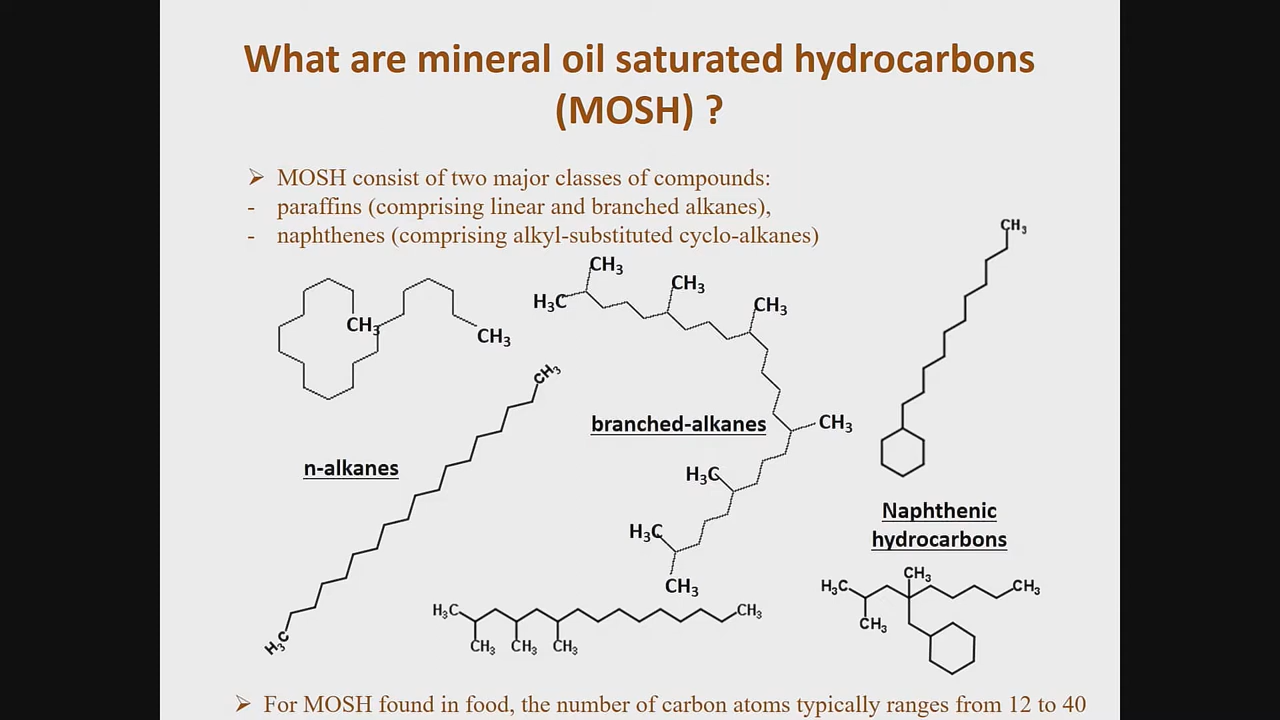 What are mineral oil saturated hydrocarbons
(MOSH) ?
➢ MOSH consist of two major classes of compounds:
- paraffins (comprising linear and branched alkanes),
- naphthenes (comprising alkyl-substituted cyclo-alkanes)
CH₃
CH₃
CH₃
H₃C
n-alkanes
CH₃
H₃C
CH₃
CH₃
branched-alkanes
CH₃
H₃C
H₃C
CH₃
H₃C
CH₃
CH₃
CH₃
CH₃
CH₃
Naphthenic
hydrocarbons
H₃C
CH₃
CH₃
CH₃
➢ For MOSH found in food, the number of carbon atoms typically ranges from 12 to 40